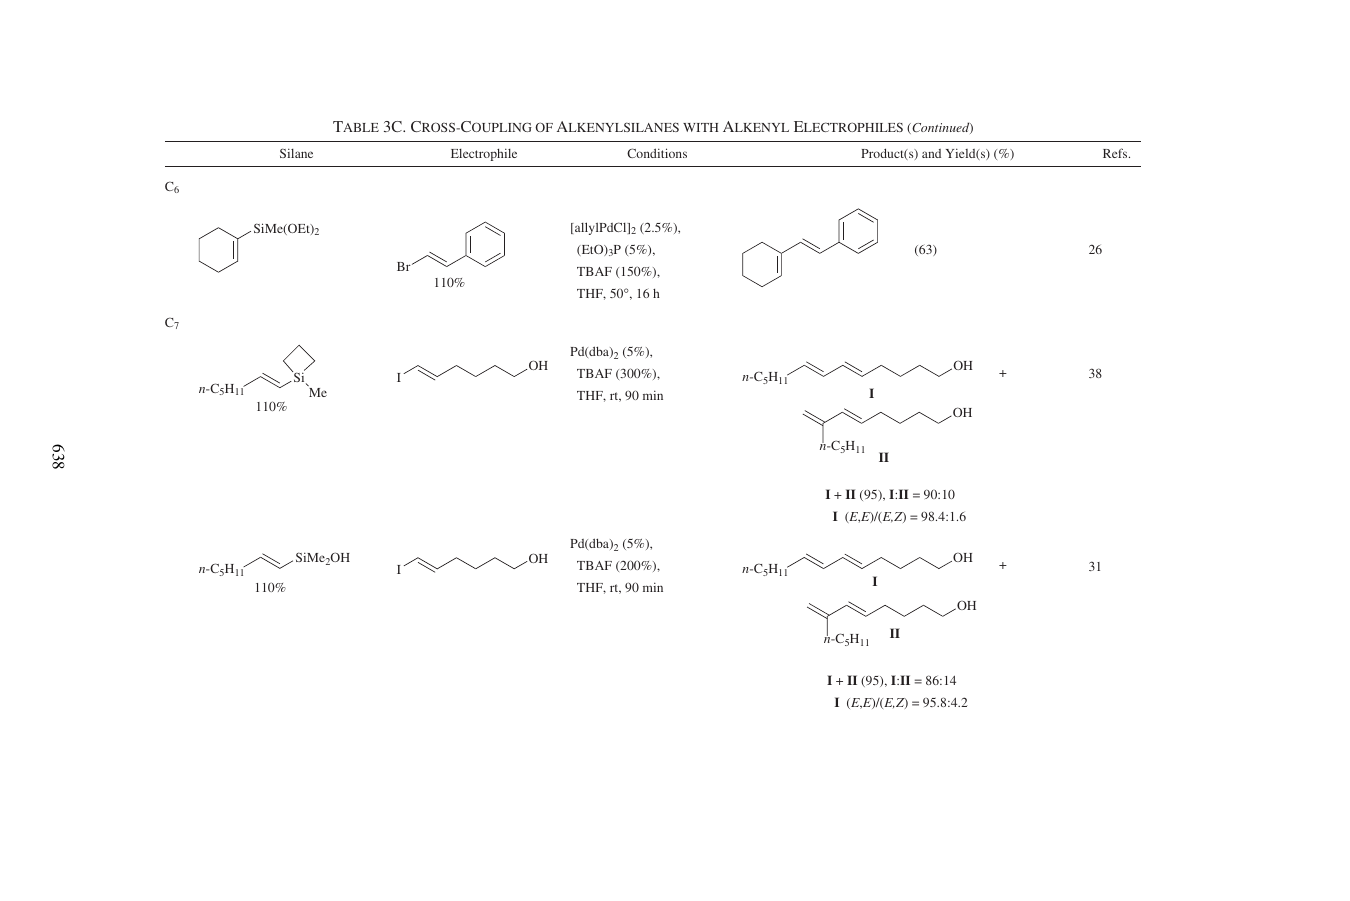 TABLE 3C. CROSS-COUPLING OF ALKENYLSILANES WITH ALKENYL ELECTROPHILES (Continued)
Silane Electrophile Conditions Product(s) and Yield(s) (%) Refs.
C6
SiMe(OEt)2
Br
110%
[allylPdCl]2 (2.5%),
(EtO)3P (5%),
TBAF (150%),
THF, 50°, 16 h
(63)
26
C7
n-C5H11
Si
Me
110%
I
OH
Pd(dba)2 (5%),
TBAF (300%),
THF, rt, 90 min
n-C5H11
OH
+
I
38
OH
n-C5H11
II
I + II (95), I:II = 90:10
I (E,E)/(E,Z) = 98.4:1.6
n-C5H11
SiMe2OH
110%
I
OH
Pd(dba)2 (5%),
TBAF (200%),
THF, rt, 90 min
n-C5H11
OH
+
I
31
OH
n-C5H11
II
I + II (95), I:II = 86:14
I (E,E)/(E,Z) = 95.8:4.2
638